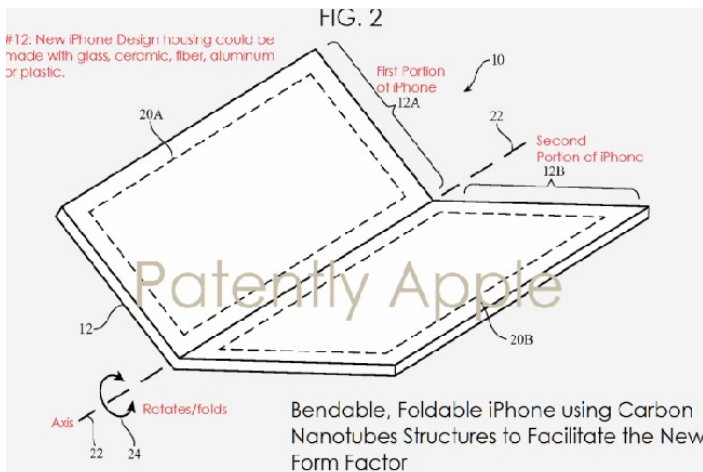 FIG. 2
#12: New iPhone Design housing could be
made with glass, ceramic, fiber, aluminum
or plastic.
First Portion
of iPhone
12A
10
20A
22
Second
Portion of iPhone
12B
Patently Apple
12
20B
Rotates/folds
Axis
22
24
Bendable, Foldable iPhone using Carbon
Nanotubes Structures to Facilitate the New
Form Factor